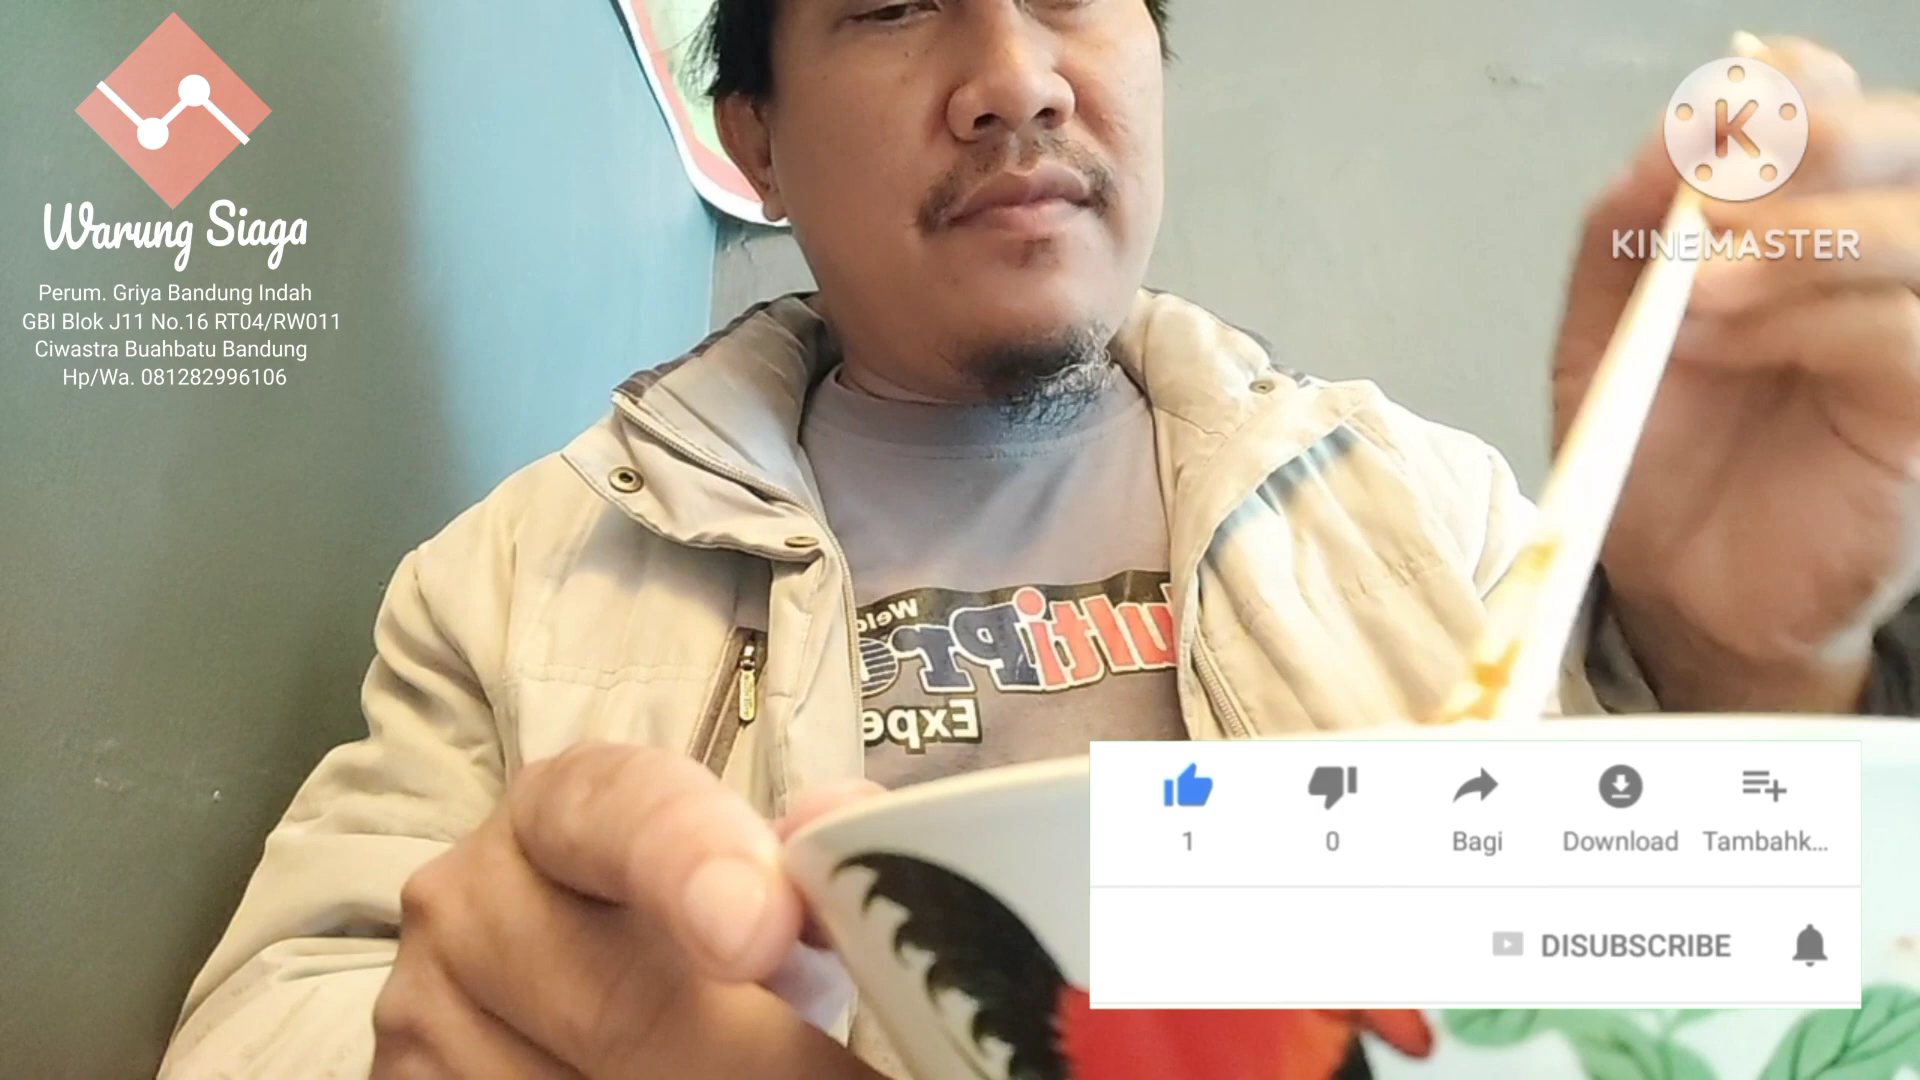 Warung Siaga
Perum. Griya Bandung Indah
GBI Blok J11 No.16 RT04/RW011
Ciwastra Buahbatu Bandung
Hp/Wa. 081282996106
K
KINEMASTER
Expe
1
0
Bagi
Download
Tambahk...
DISUBSCRIBE